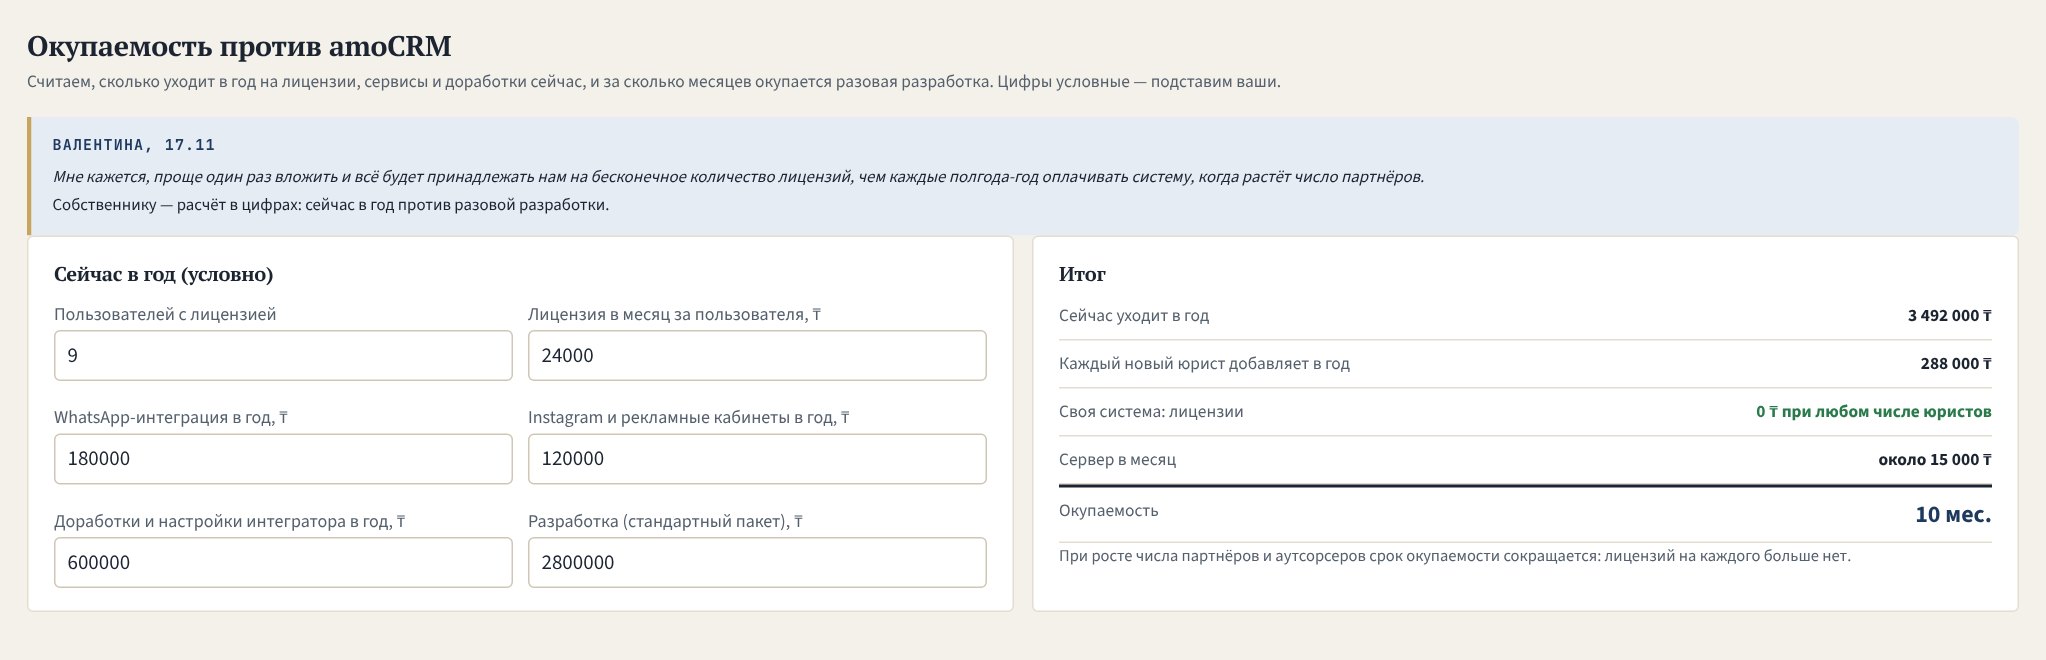 Окупаемость против amoCRM
Считаем, сколько уходит в год на лицензии, сервисы и доработки сейчас, и за сколько месяцев окупается разовая разработка. Цифры условные — подставим ваши.
ВАЛЕНТИНА, 17.11
Мне кажется, проще один раз вложить и всё будет принадлежать нам на бесконечное количество лицензий, чем каждые полгода-год оплачивать систему, когда растёт число партнёров.
Собственнику — расчёт в цифрах: сейчас в год против разовой разработки.
Сейчас в год (условно)
Пользователей с лицензией
9
Лицензия в месяц за пользователя, ₸
24000
WhatsApp-интеграция в год, ₸
180000
Instagram и рекламные кабинеты в год, ₸
120000
Доработки и настройки интегратора в год, ₸
600000
Разработка (стандартный пакет), ₸
2800000
Итог
Сейчас уходит в год 3 492 000 ₸
Каждый новый юрист добавляет в год 288 000 ₸
Своя система: лицензии 0 ₸ при любом числе юристов
Сервер в месяц около 15 000 ₸
Окупаемость 10 мес.
При росте числа партнёров и аутсорсеров срок окупаемости сокращается: лицензий на каждого больше нет.